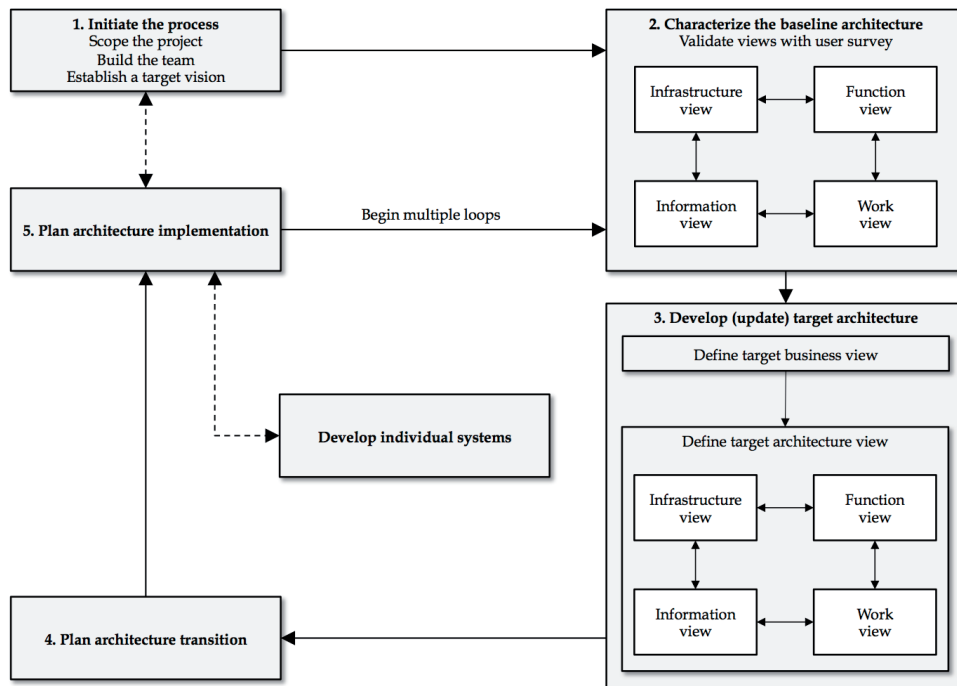 1. Initiate the process
Scope the project
Build the team
Establish a target vision
2. Characterize the baseline architecture
Validate views with user survey
Infrastructure
view
Function
view
Information
view
Work
view
5. Plan architecture implementation
Begin multiple loops
3. Develop (update) target architecture
Define target business view
Define target architecture view
Infrastructure
view
Function
view
Information
view
Work
view
Develop individual systems
4. Plan architecture transition